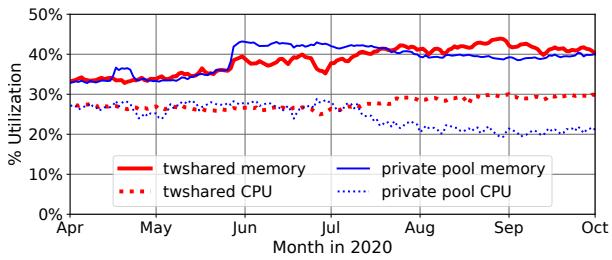 50%
40%
30%
20%
10%
0%
% Utilization
twshared memory
private pool memory
twshared CPU
private pool CPU
Apr May Jun Jul Aug Sep Oct
Month in 2020